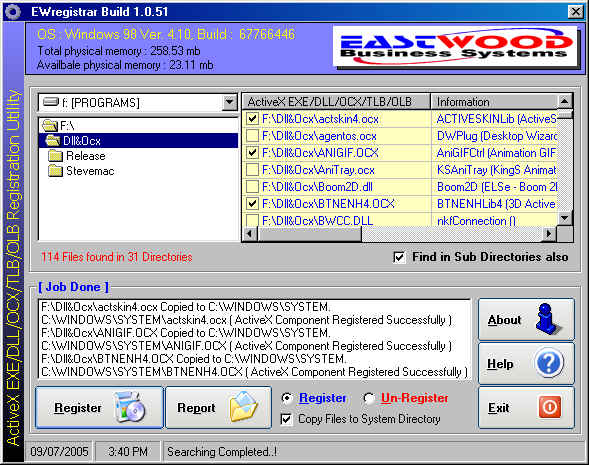 EWregistrar Build 1.0.51
OS : Windows 98 Ver. 4.10, Build : 67766446
Total physical memory : 258.53 mb
Availbale physical memory : 23.11 mb
EASTWOOD
Business Systems
ActiveX EXE/DLL/OCX/TLB/OLB Registration Utility
f: [PROGRAMS]
F:\
Dll&Ocx
Release
Stevemac
ActiveX EXE/DLL/OCX/TLB/OLB Information
F:\Dll&Ocx\actskin4.ocx ACTIVESKINLib (ActiveS
F:\Dll&Ocx\agentos.ocx DWPlug (Desktop Wizard
F:\Dll&Ocx\ANIGIF.OCX AniGIFCtrl (Animation GIF
F:\Dll&Ocx\AniTray.ocx KSAniTray (KingS Animat
F:\Dll&Ocx\Boom2D.dll Boom2D (ELSe - Boom 2
F:\Dll&Ocx\BTNENH4.OCX BTNENHLib4 (3D Active
F:\Dll&Ocx\BWCC.DLL nkfConnection ()
114 Files found in 31 Directories
Find in Sub Directories also
[ Job Done ]
F:\Dll&Ocx\actskin4.ocx Copied to C:\WINDOWS\SYSTEM.
C:\WINDOWS\SYSTEM\actskin4.ocx ( ActiveX Component Registered Successfully )
F:\Dll&Ocx\ANIGIF.OCX Copied to C:\WINDOWS\SYSTEM.
C:\WINDOWS\SYSTEM\ANIGIF.OCX ( ActiveX Component Registered Successfully )
F:\Dll&Ocx\BTNENH4.OCX Copied to C:\WINDOWS\SYSTEM.
C:\WINDOWS\SYSTEM\BTNENH4.OCX ( ActiveX Component Registered Successfully )
About
Help
Exit
Register
Report
Register
Un-Register
Copy Files to System Directory
09/07/2005 3:40 PM Searching Completed..!